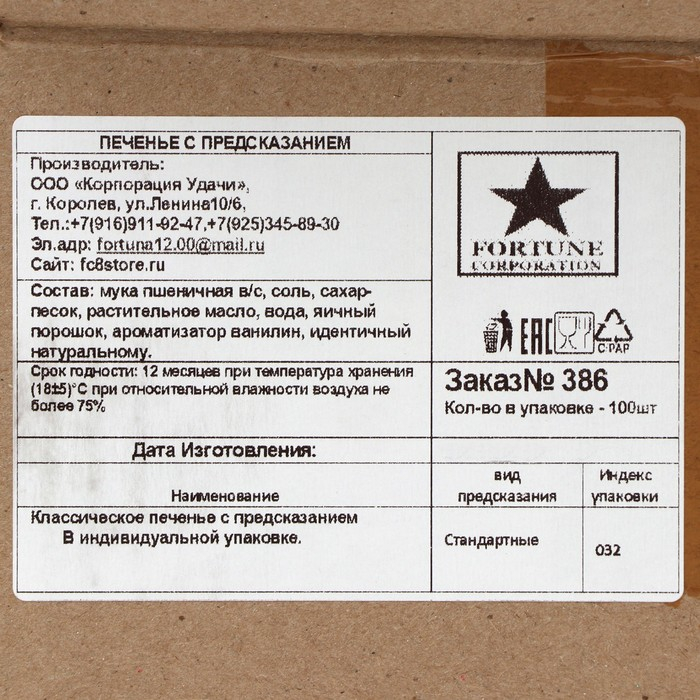 ПЕЧЕНЬЕ С ПРЕДСКАЗАНИЕМ
Производитель:
ООО «Корпорация Удачи»,
г. Королев, ул.Ленина10/6,
Тел.:+7(916)911-92-47,+7(925)345-89-30
Эл.адр: fortuna12.00@mail.ru
Сайт: fc8store.ru
Состав: мука пшеничная в/с, соль, сахар-
песок, растительное масло, вода, яичный
порошок, ароматизатор ванилин, идентичный
натуральному.
Срок годности: 12 месяцев при температура хранения
(18±5)°С при относительной влажности воздуха не
более 75%
FORTUNE
CORPORATION
EAC
C-PAP
Заказ№ 386
Кол-во в упаковке - 100шт
Дата Изготовления:
Наименование
вид
предсказания
Индекс
упаковки
Классическое печенье с предсказанием
В индивидуальной упаковке.
Стандартные
032